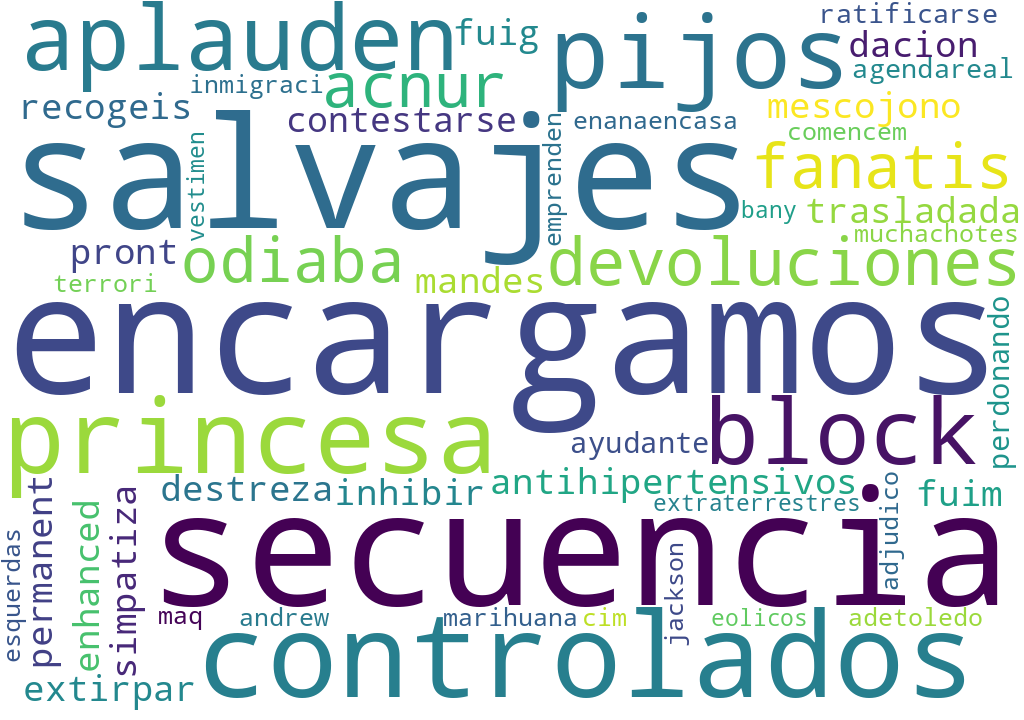 aplauden
fuig
pijos
ratificarse
dacion
agendareal
inmigraci
acnur
recogeis
contestarse
enanaencasa
mescojono
comencem
salvajes
vestimen
emprenden
fanatis
bany
trasladada
muchachotes
pront
odiaba
mandes
devoluciones
terrori
encargamos
perdonando
princesa
ayudante
block
destreza
inhibir
antihipertensivos
extraterrestres
adjudico
fuim
esquerdas
permanent
enhanced
simpatiza
secuencia
jackson
maq
andrew
marihuana
cim
eolicos
adetoledo
controlados
extirpar